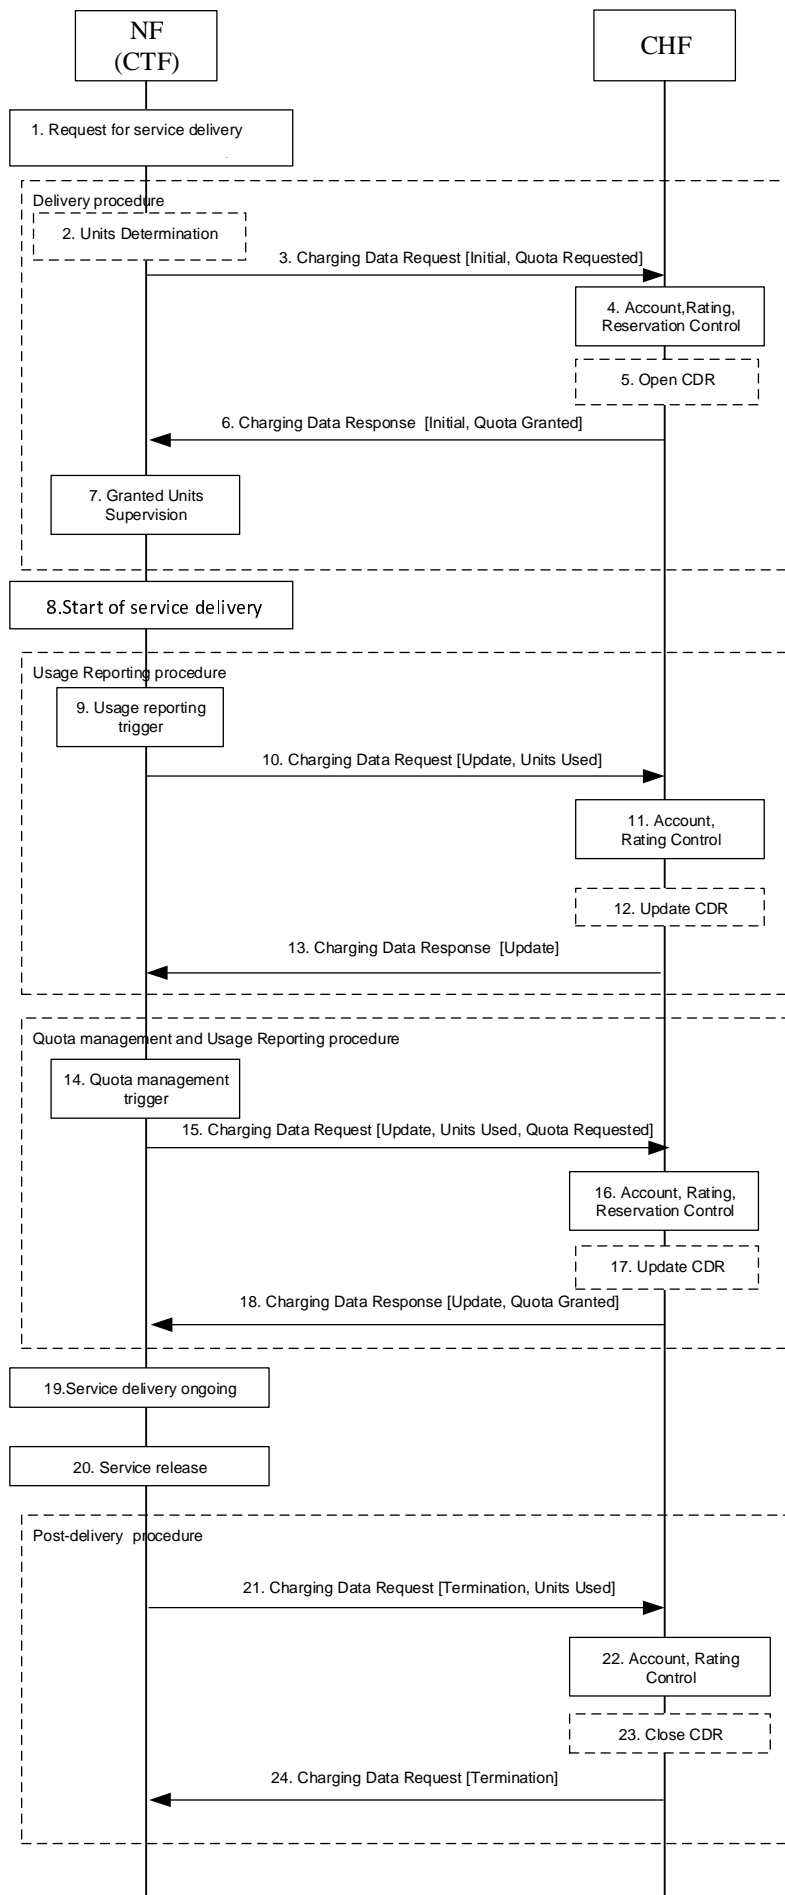 NF
(CTF)
CHF
1. Request for service delivery
Delivery procedure
2. Units Determination
3. Charging Data Request [Initial, Quota Requested]
4. Account,Rating,
Reservation Control
5. Open CDR
6. Charging Data Response  [Initial, Quota Granted]
7. Granted Units
Supervision
8.Start of service delivery
Usage Reporting procedure
9. Usage reporting
trigger
10. Charging Data Request [Update, Units Used]
11. Account,
Rating Control
12. Update CDR
13. Charging Data Response  [Update]
Quota management and Usage Reporting procedure
14. Quota management
trigger
15. Charging Data Request [Update, Units Used, Quota Requested]
16. Account, Rating,
Reservation Control
17. Update CDR
18. Charging Data Response [Update, Quota Granted]
19.Service delivery ongoing
20. Service release
Post-delivery  procedure
21. Charging Data Request [Termination, Units Used]
22. Account, Rating
Control
23. Close CDR
24. Charging Data Request [Termination]